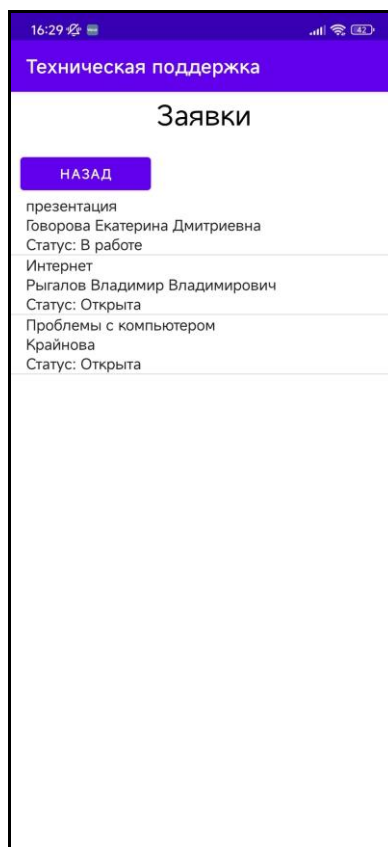 16:29
42
Техническая поддержка
Заявки
НАЗАД
презентация
Говорова Екатерина Дмитриевна
Статус: В работе
Интернет
Рыгалов Владимир Владимирович
Статус: Открыта
Проблемы с компьютером
Крайнова
Статус: Открыта